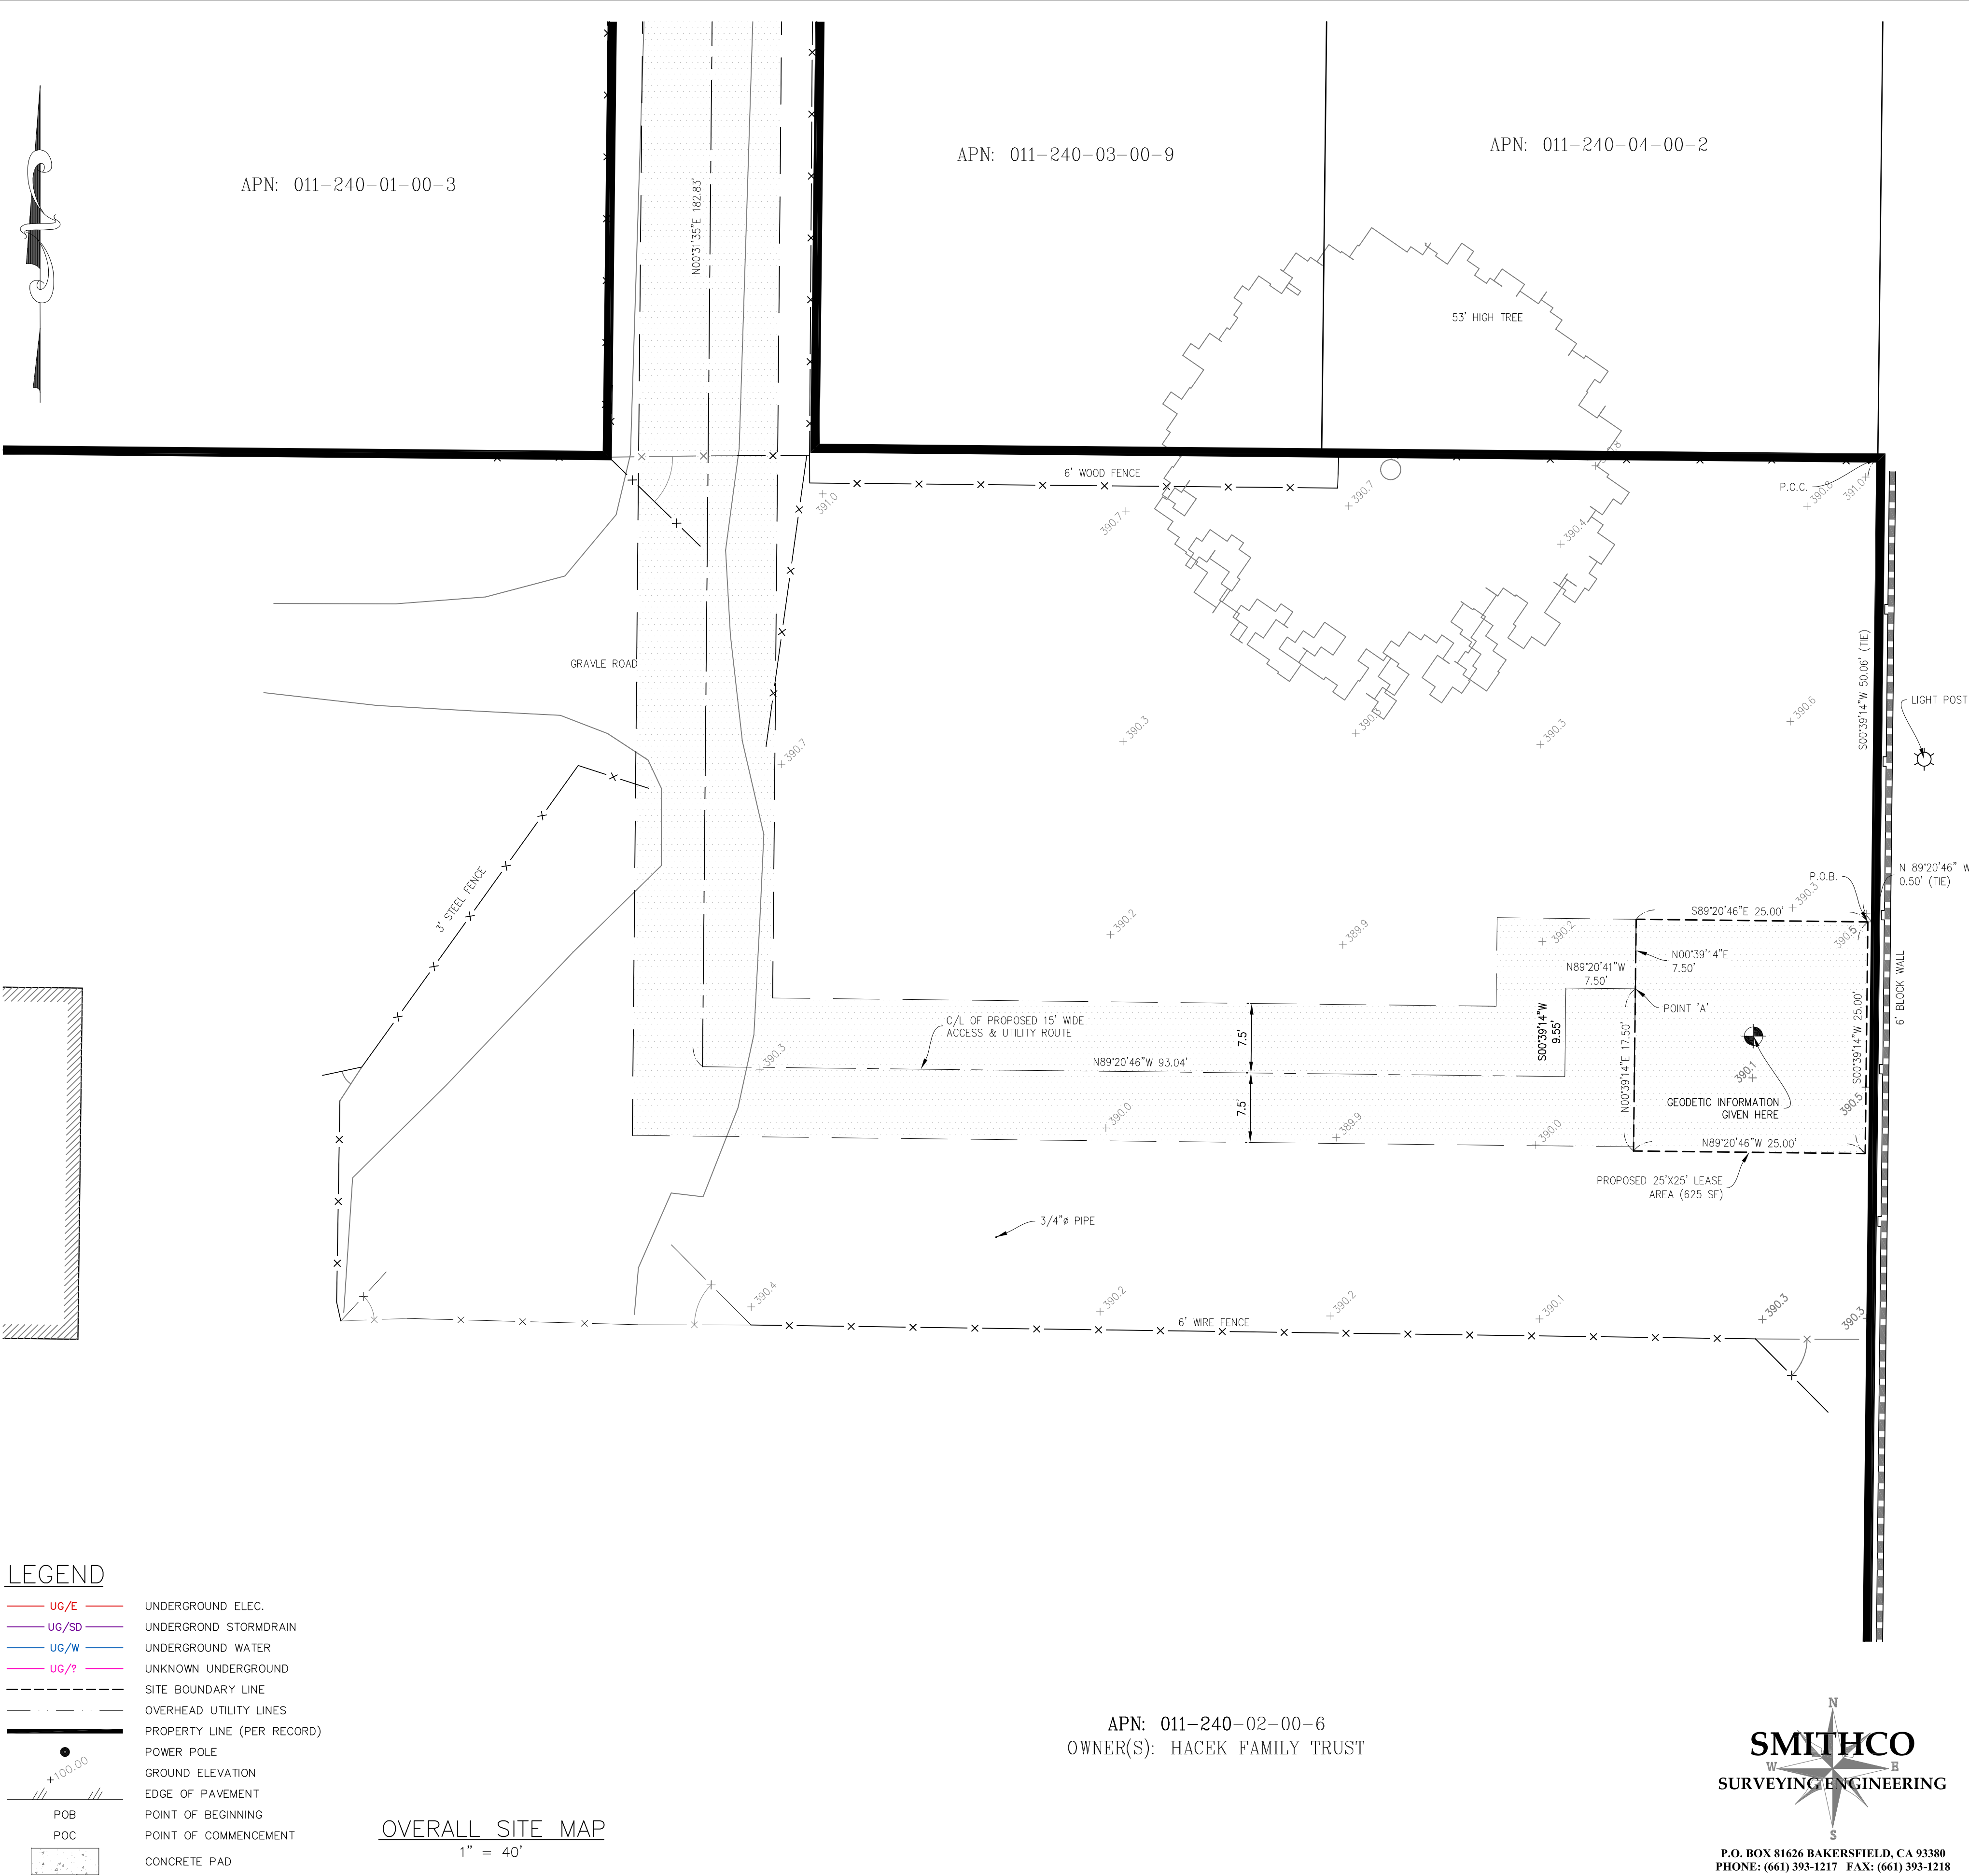 APN: 011-240-01-00-3
APN: 011-240-03-00-9
APN: 011-240-04-00-2
N00°31'35"E 182.83'
53' HIGH TREE
6' WOOD FENCE
391.0
390.7
390.7
390.4
P.O.C.
390.8
391.0
GRAVLE ROAD
S00°39'14"W 50.06' (TIE)
LIGHT POST
390.7
390.3
390.3
390.3
390.6
3' STEEL FENCE
N 89°20'46" W
0.50' (TIE)
P.O.B.
390.3
S89°20'46"E 25.00'
390.2
389.9
390.2
390.5
N00°39'14"E
7.50'
N89°20'41"W
7.50'
POINT 'A'
6' BLOCK WALL
C/L OF PROPOSED 15' WIDE
ACCESS & UTILITY ROUTE
7.5'
S00°39'14"W
9.55'
N00°39'14"E 17.50'
S00°39'14"W 25.00'
390.3
N89°20'46"W 93.04'
390.1
7.5'
390.0
389.9
390.0
GEODETIC INFORMATION
GIVEN HERE
390.5
N89°20'46"W 25.00'
PROPOSED 25'X25' LEASE
AREA (625 SF)
3/4"ø PIPE
390.4
390.2
390.2
390.1
390.3
390.3
6' WIRE FENCE
LEGEND
UG/E UNDERGROUND ELEC.
UG/SD UNDERGROND STORMDRAIN
UG/W UNDERGROUND WATER
UG/? UNKNOWN UNDERGROUND
SITE BOUNDARY LINE
OVERHEAD UTILITY LINES
PROPERTY LINE (PER RECORD)
POWER POLE
+100.00 GROUND ELEVATION
EDGE OF PAVEMENT
POB POINT OF BEGINNING
POC POINT OF COMMENCEMENT
CONCRETE PAD
OVERALL SITE MAP
1" = 40'
APN: 011-240-02-00-6
OWNER(S): HACEK FAMILY TRUST
N
SMITHCO
W E
SURVEYING ENGINEERING
S
P.O. BOX 81626 BAKERSFIELD, CA 93380
PHONE: (661) 393-1217 FAX: (661) 393-1218